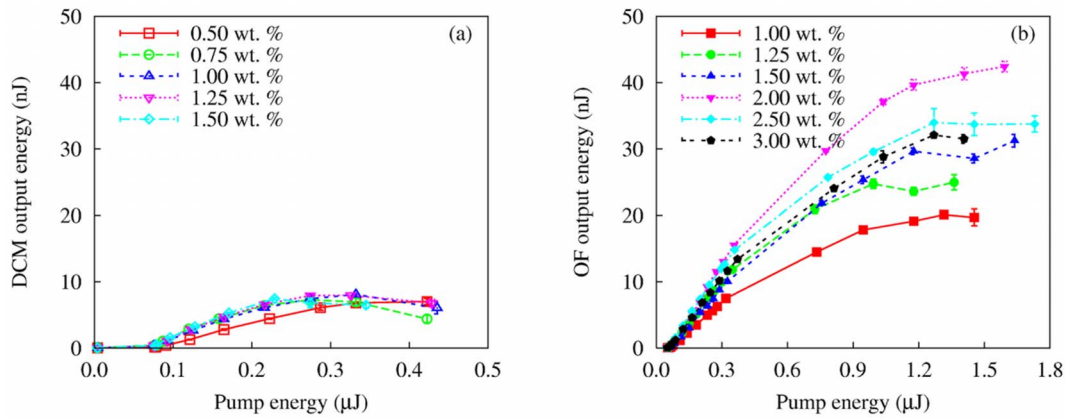 DCM output energy (nJ)
50
40
30
20
10
0
(a)
0.50 wt. %
0.75 wt. %
1.00 wt. %
1.25 wt. %
1.50 wt. %
0.0 0.1 0.2 0.3 0.4 0.5
Pump energy (μJ)
OF output energy (nJ)
50
40
30
20
10
0
(b)
1.00 wt. %
1.25 wt. %
1.50 wt. %
2.00 wt. %
2.50 wt. %
3.00 wt. %
0.0 0.3 0.6 0.9 1.2 1.5 1.8
Pump energy (μJ)